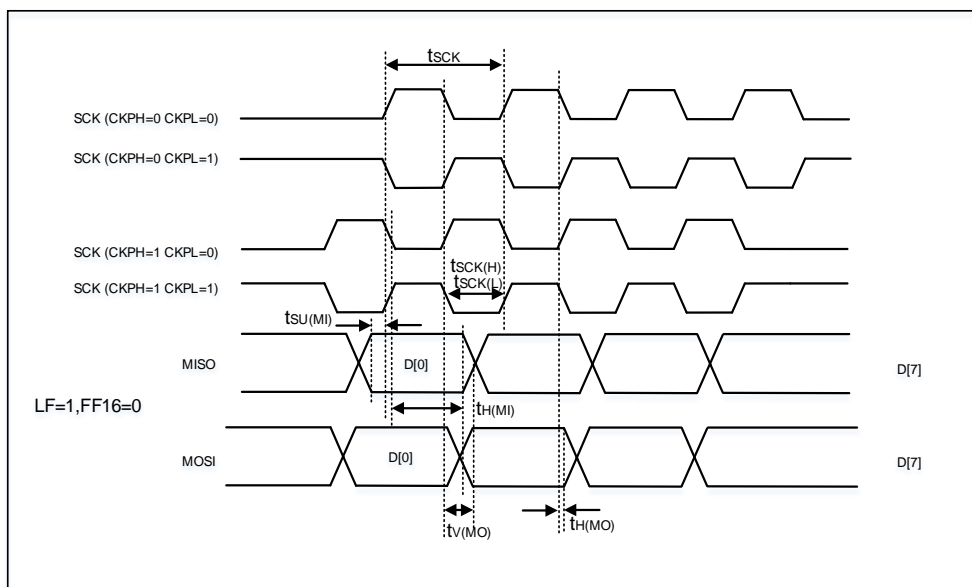 tSCK
SCK (CKPH=0 CKPL=0)
SCK (CKPH=0 CKPL=1)
SCK (CKPH=1 CKPL=0)
tSCK(H)
tSCK(L)
SCK (CKPH=1 CKPL=1)
tSU(MI)
MISO
D[0]
D[7]
LF=1,FF16=0
tH(MI)
MOSI
D[0]
D[7]
tV(MO)
tH(MO)